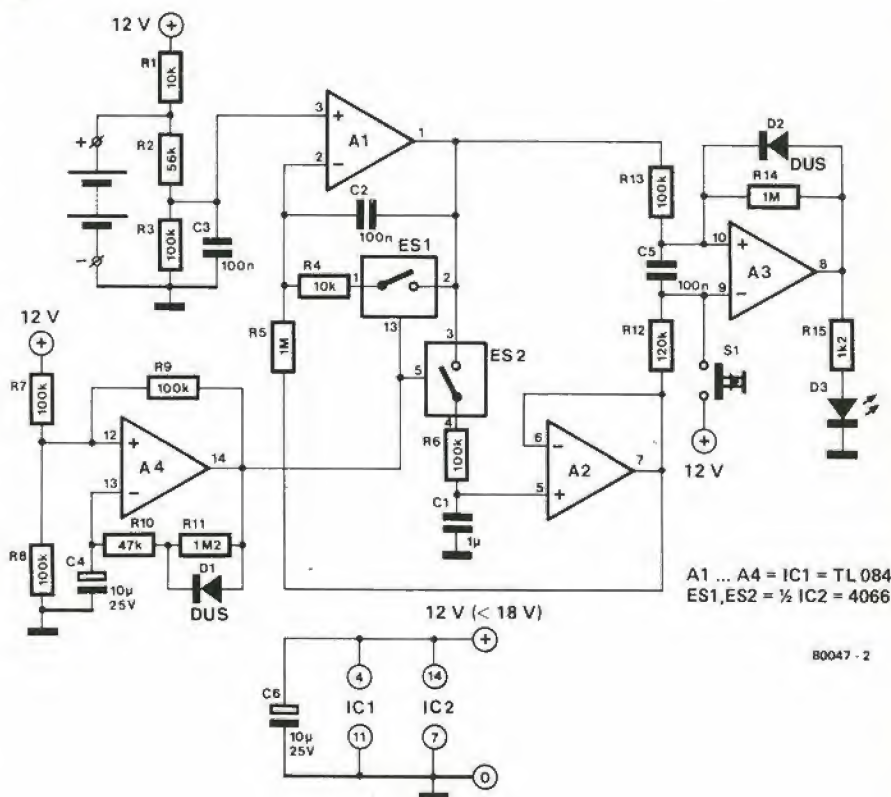 12 V
+
R1
10k
+
R2
56k
R3
100k
−
C3
100n
3
+
A1
1
2
−
C2
100n
ES1
R4
10k
1
2
13
R5
1M
3
ES2
5
4
R6
100k
C1
1µ
6
−
A2
7
5
+
R13
100k
C5
100n
R12
120k
D2
DUS
R14
1M
10
+
A3
8
9
−
R15
1k2
D3
S1
+
12 V
12 V
+
R7
100k
R9
100k
12
+
A4
14
13
−
R10
47k
R11
1M2
D1
DUS
R8
100k
C4
10µ
25V
A1 ... A4 = IC1 = TL 084
ES1, ES2 = ½ IC2 = 4066
80047 - 2
12 V (< 18 V)
+
4
14
IC1
IC2
11
7
C6
10µ
25V
0